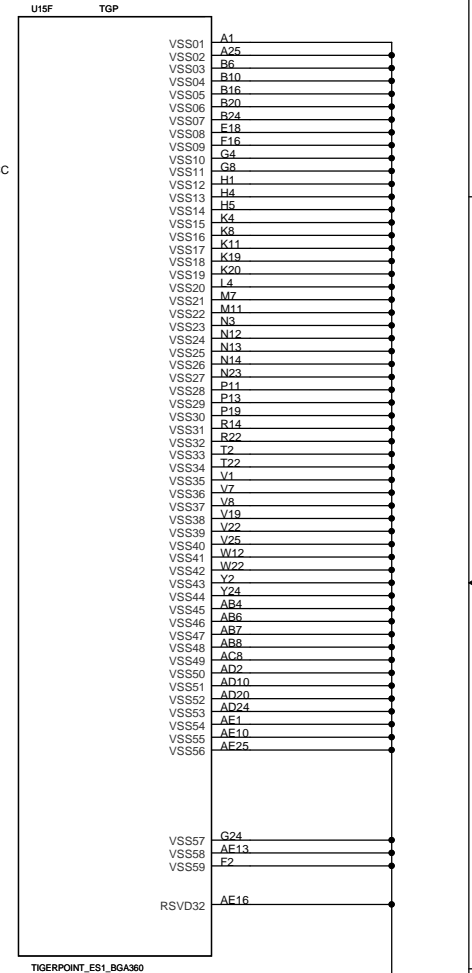 U15F TGP
VSS01 A1
VSS02 A25
VSS03 B6
VSS04 B10
VSS05 B16
VSS06 B20
VSS07 B24
VSS08 E18
VSS09 F16
VSS10 G4
C VSS11 G8
VSS12 H1
VSS13 H4
VSS14 H5
VSS15 K4
VSS16 K8
VSS17 K11
VSS18 K19
VSS19 K20
VSS20 L4
VSS21 M7
VSS22 M11
VSS23 N3
VSS24 N12
VSS25 N13
VSS26 N14
VSS27 N23
VSS28 P11
VSS29 P13
VSS30 P19
VSS31 R14
VSS32 R22
VSS33 T2
VSS34 T22
VSS35 V1
VSS36 V7
VSS37 V8
VSS38 V19
VSS39 V22
VSS40 V25
VSS41 W12
VSS42 W22
VSS43 Y2
VSS44 Y24
VSS45 AB4
VSS46 AB6
VSS47 AB7
VSS48 AB8
VSS49 AC8
VSS50 AD2
VSS51 AD10
VSS52 AD20
VSS53 AD24
VSS54 AE1
VSS55 AE10
VSS56 AE25
VSS57 G24
VSS58 AE13
VSS59 F2
RSVD32 AE16
TIGERPOINT_ES1_BGA360